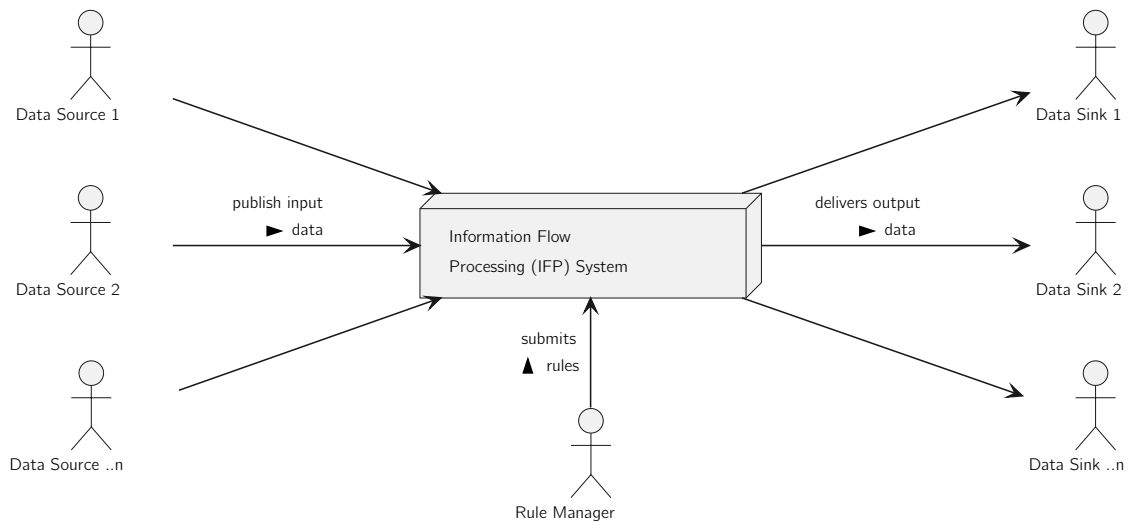 Data Source 1
Data Sink 1
publish input
data
delivers output
data
Information Flow
Processing (IFP) System
Data Source 2
Data Sink 2
submits
rules
Data Source ..n
Data Sink ..n
Rule Manager